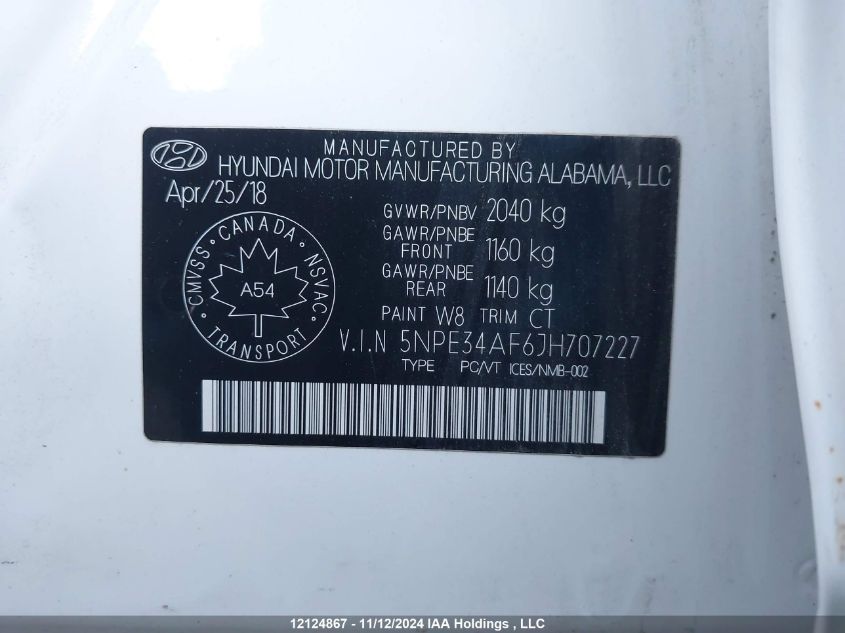 MANUFACTURED BY
HYUNDAI MOTOR MANUFACTURING ALABAMA, LLC
Apr/25/18
GVWR/PNBV 2040 kg
GAWR/PNBE FRONT 1160 kg
GAWR/PNBE REAR 1140 kg
PAINT W8 TRIM CT
CANADA
CMVSS · NSVAC
A54
TRANSPORT
V.I.N 5NPE34AF6JH707227
TYPE PC/VT ICES/NMB-002
12124867 - 11/12/2024 IAA Holdings , LLC